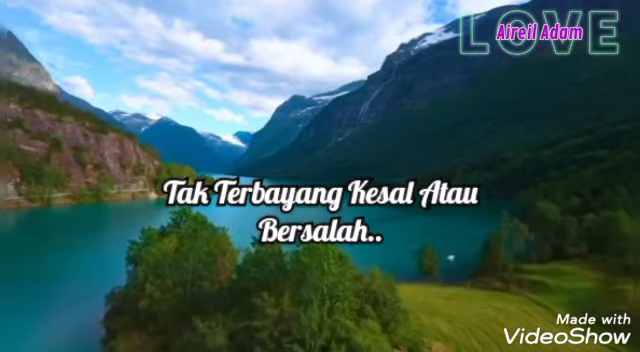 LOVE
Aireil Adam
Tak Terbayang Kesal Atau
Bersalah..
Made with
VideoShow